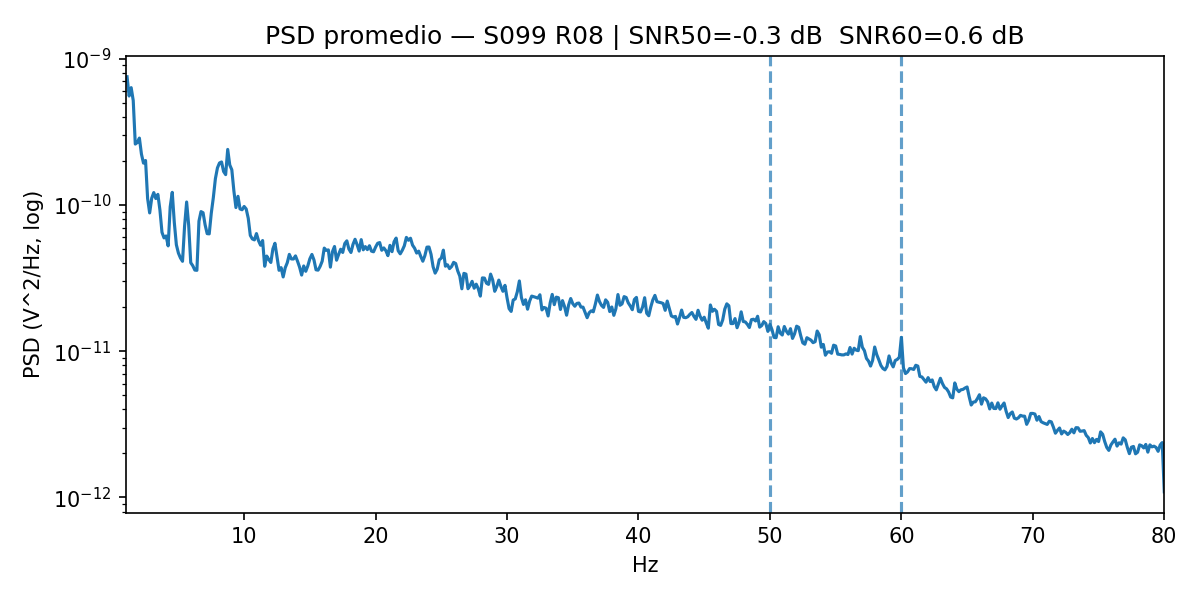 PSD promedio — S099 R08 | SNR50=-0.3 dB  SNR60=0.6 dB
PSD (V^2/Hz, log)
10⁻⁹
10⁻¹⁰
10⁻¹¹
10⁻¹²
10 20 30 40 50 60 70 80
Hz